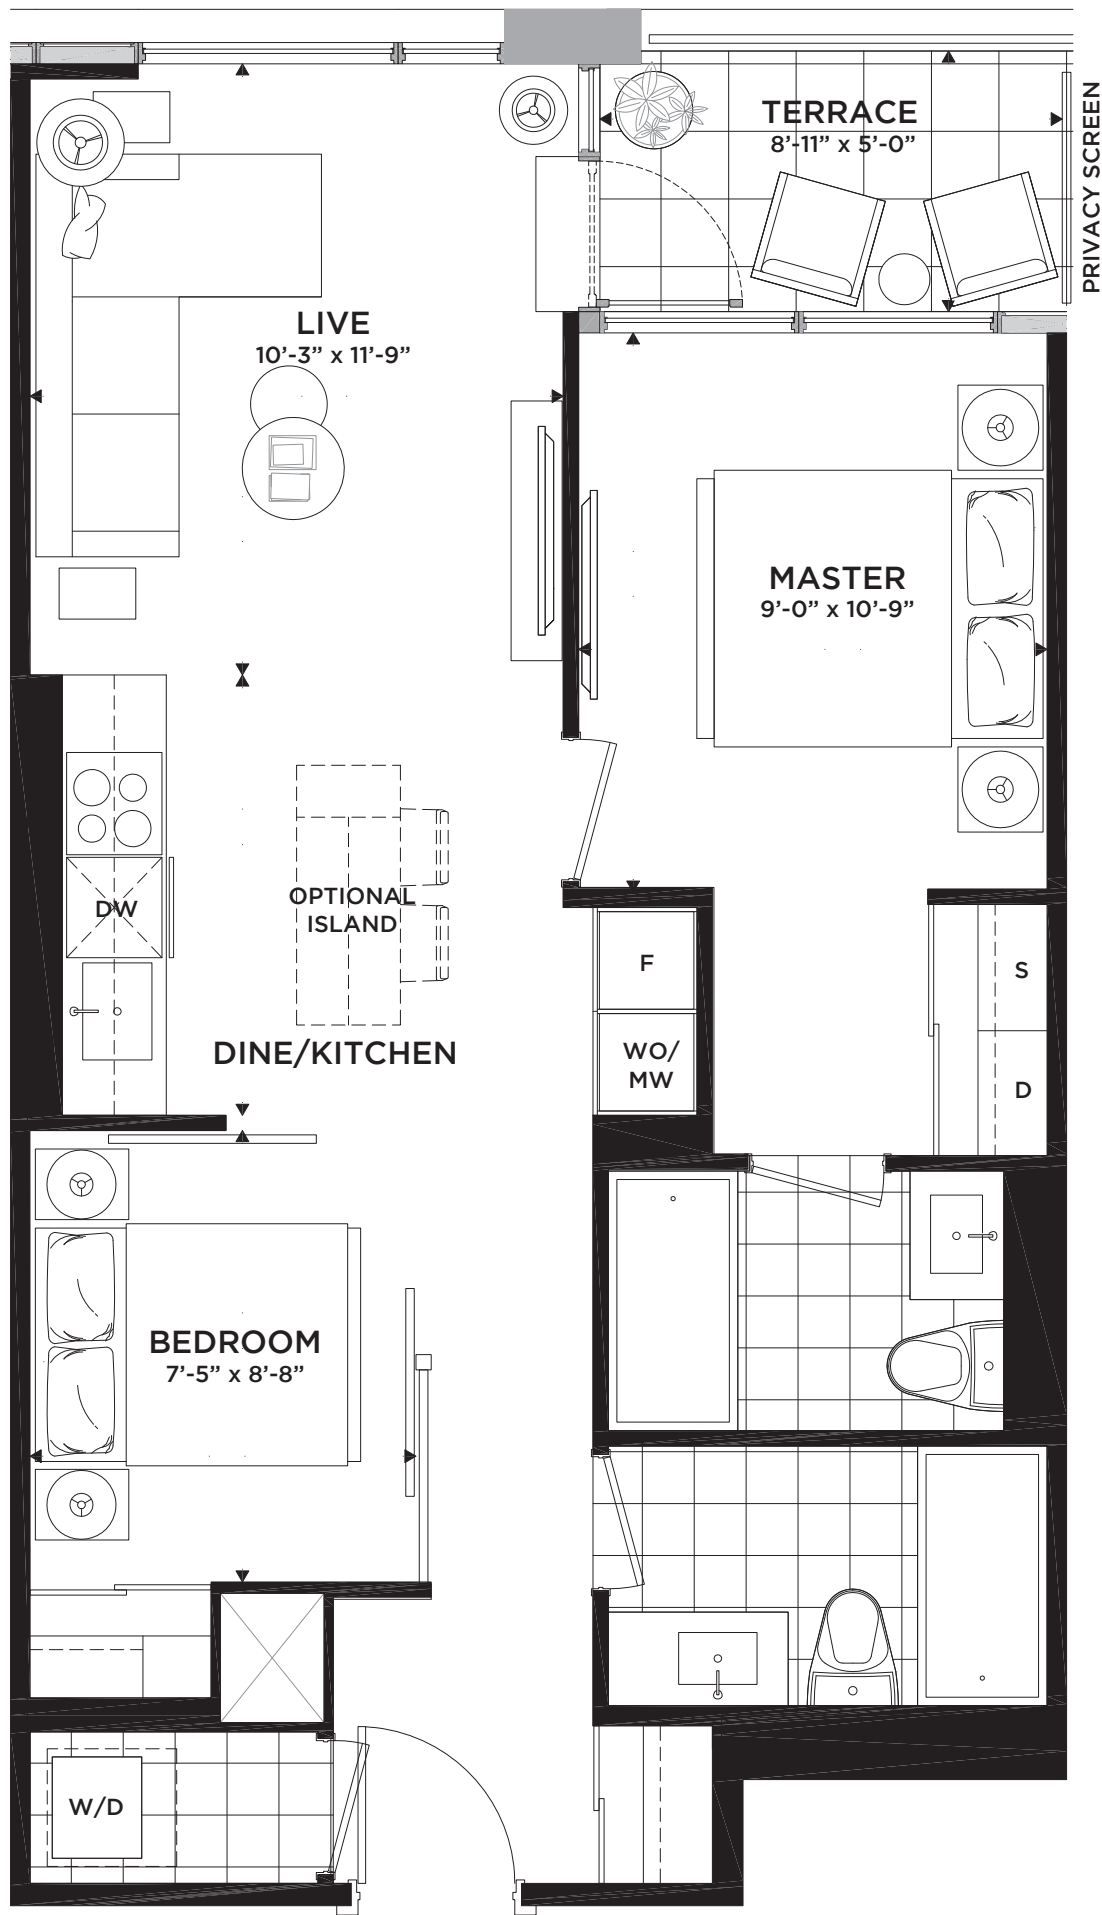 TERRACE
8'-11” x 5'-0”
PRIVACY SCREEN
LIVE
10'-3” x 11'-9”
MASTER
9'-0” x 10'-9”
DW
OPTIONAL
ISLAND
F
S
WO/
MW
DINE/KITCHEN
D
BEDROOM
7'-5” x 8'-8”
W/D